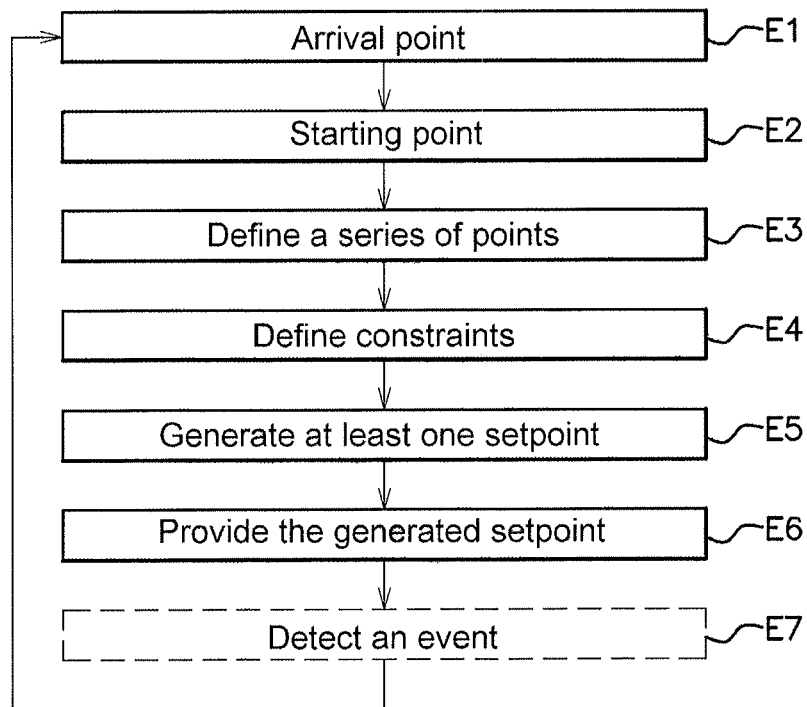 Arrival point E1
Starting point E2
Define a series of points E3
Define constraints E4
Generate at least one setpoint E5
Provide the generated setpoint E6
Detect an event E7